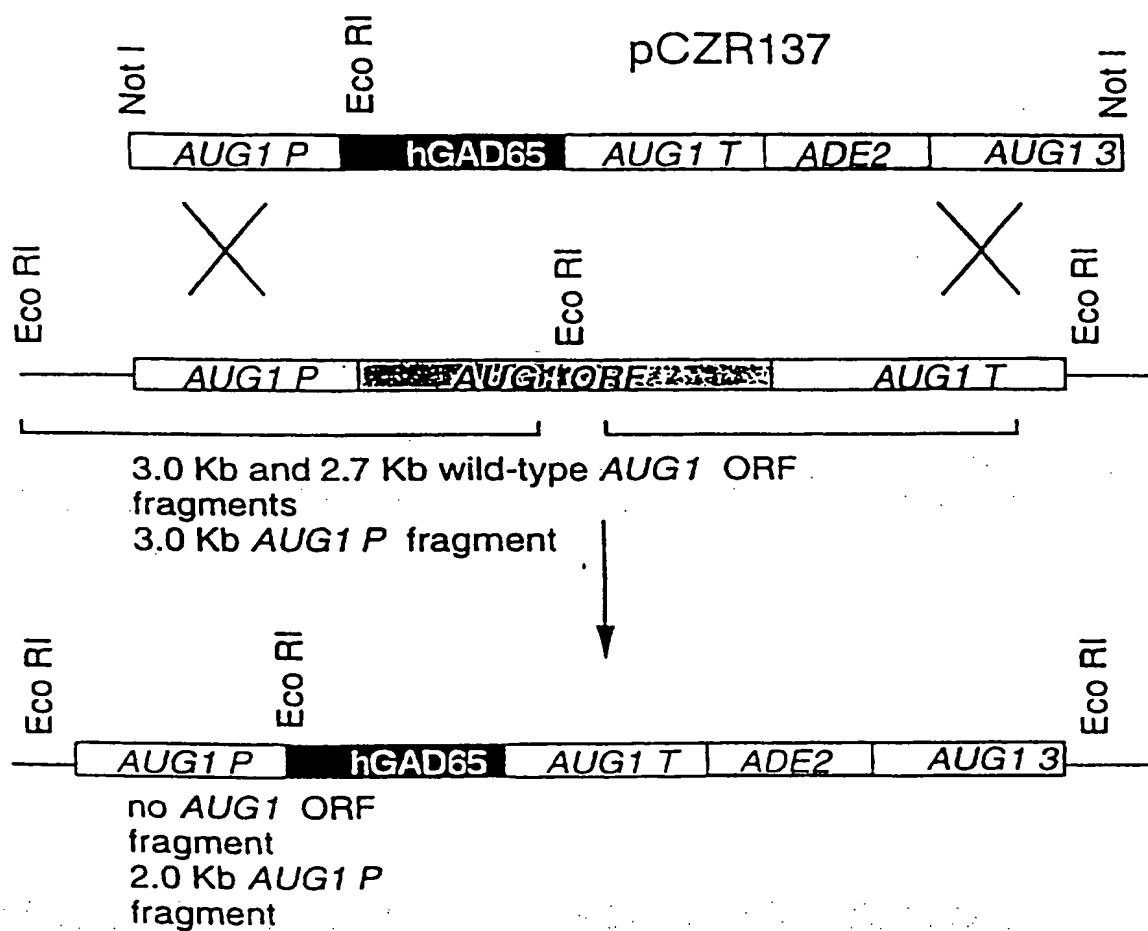 pCZR137
Not I
Eco RI
Not I
AUG1 P
hGAD65
AUG1 T
ADE2
AUG1 3
Eco RI
Eco RI
Eco RI
AUG1 P
AUG1 ORF
AUG1 T
3.0 Kb and 2.7 Kb wild-type AUG1 ORF
fragments
3.0 Kb AUG1 P fragment
Eco RI
Eco RI
Eco RI
AUG1 P
hGAD65
AUG1 T
ADE2
AUG1 3
no AUG1 ORF
fragment
2.0 Kb AUG1 P
fragment